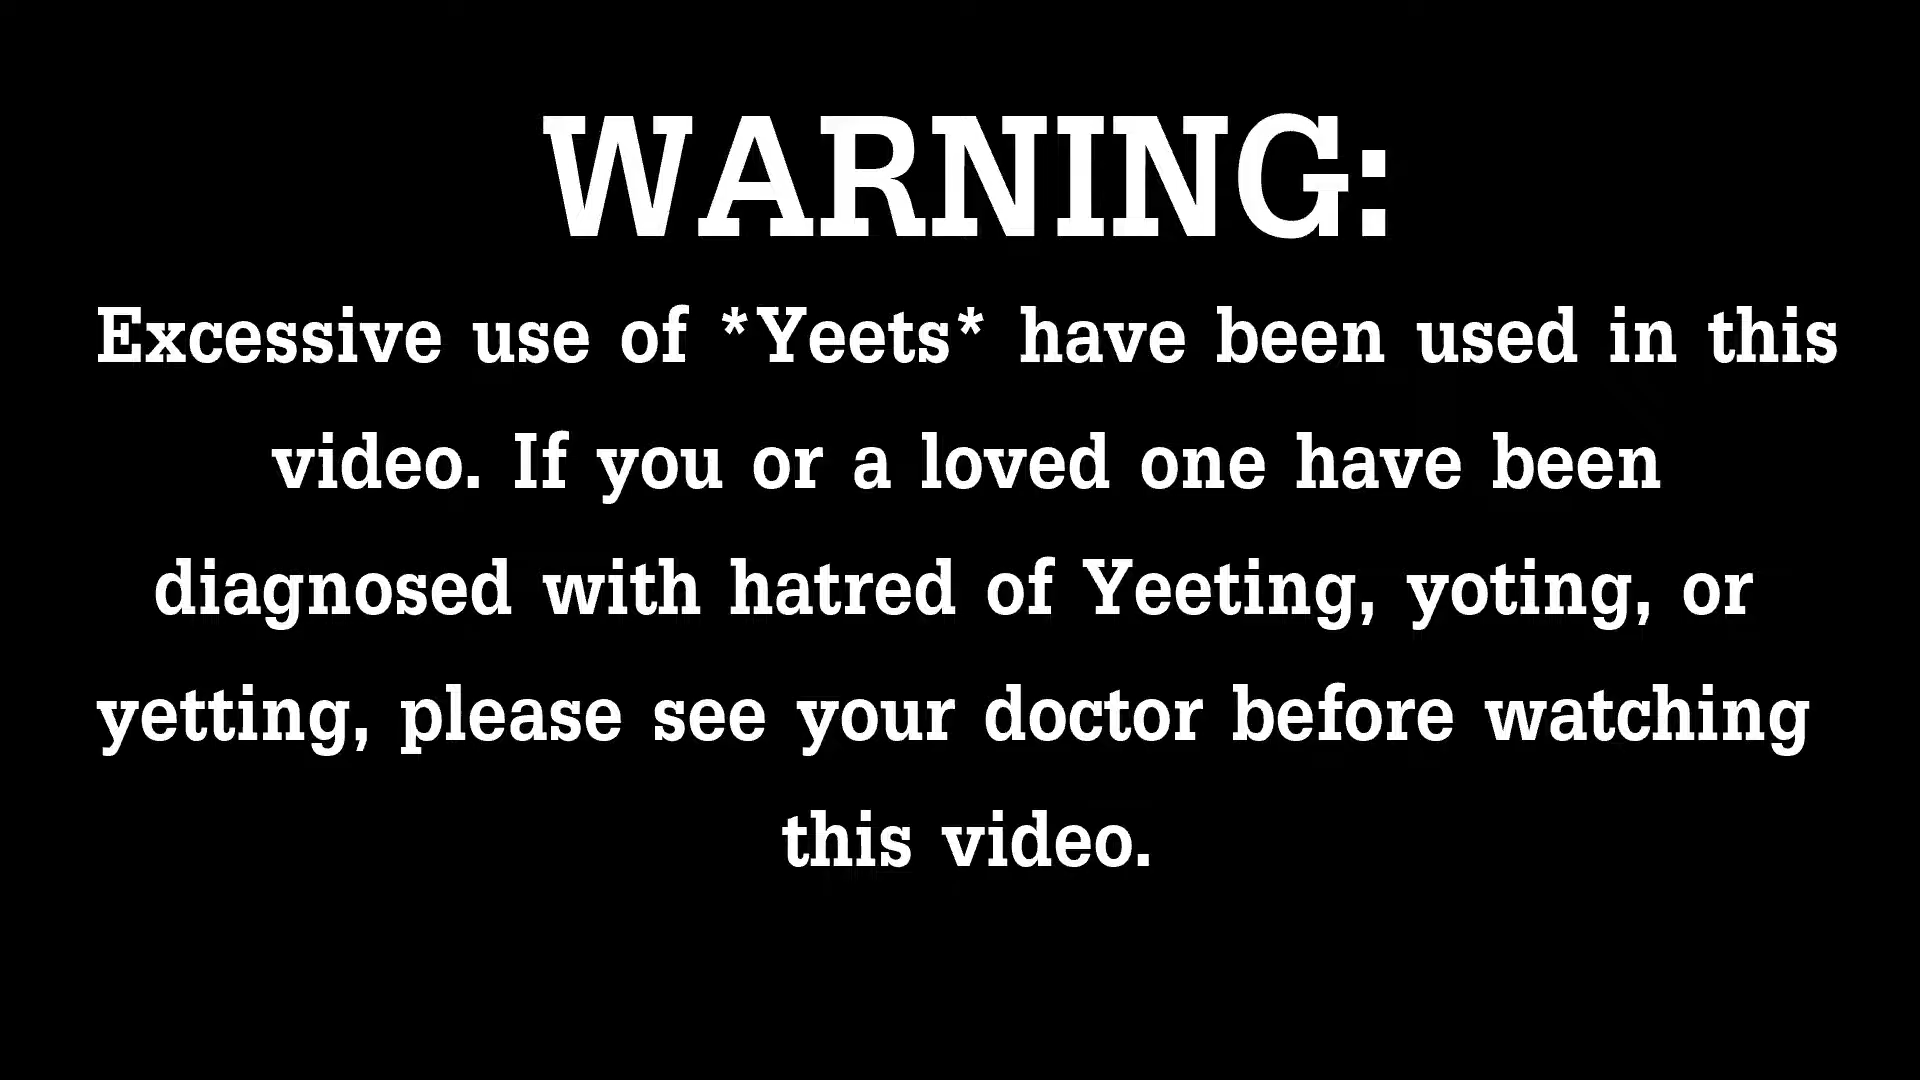 WARNING:
Excessive use of *Yeets* have been used in this
video. If you or a loved one have been
diagnosed with hatred of Yeeting, yoting, or
yetting, please see your doctor before watching
this video.